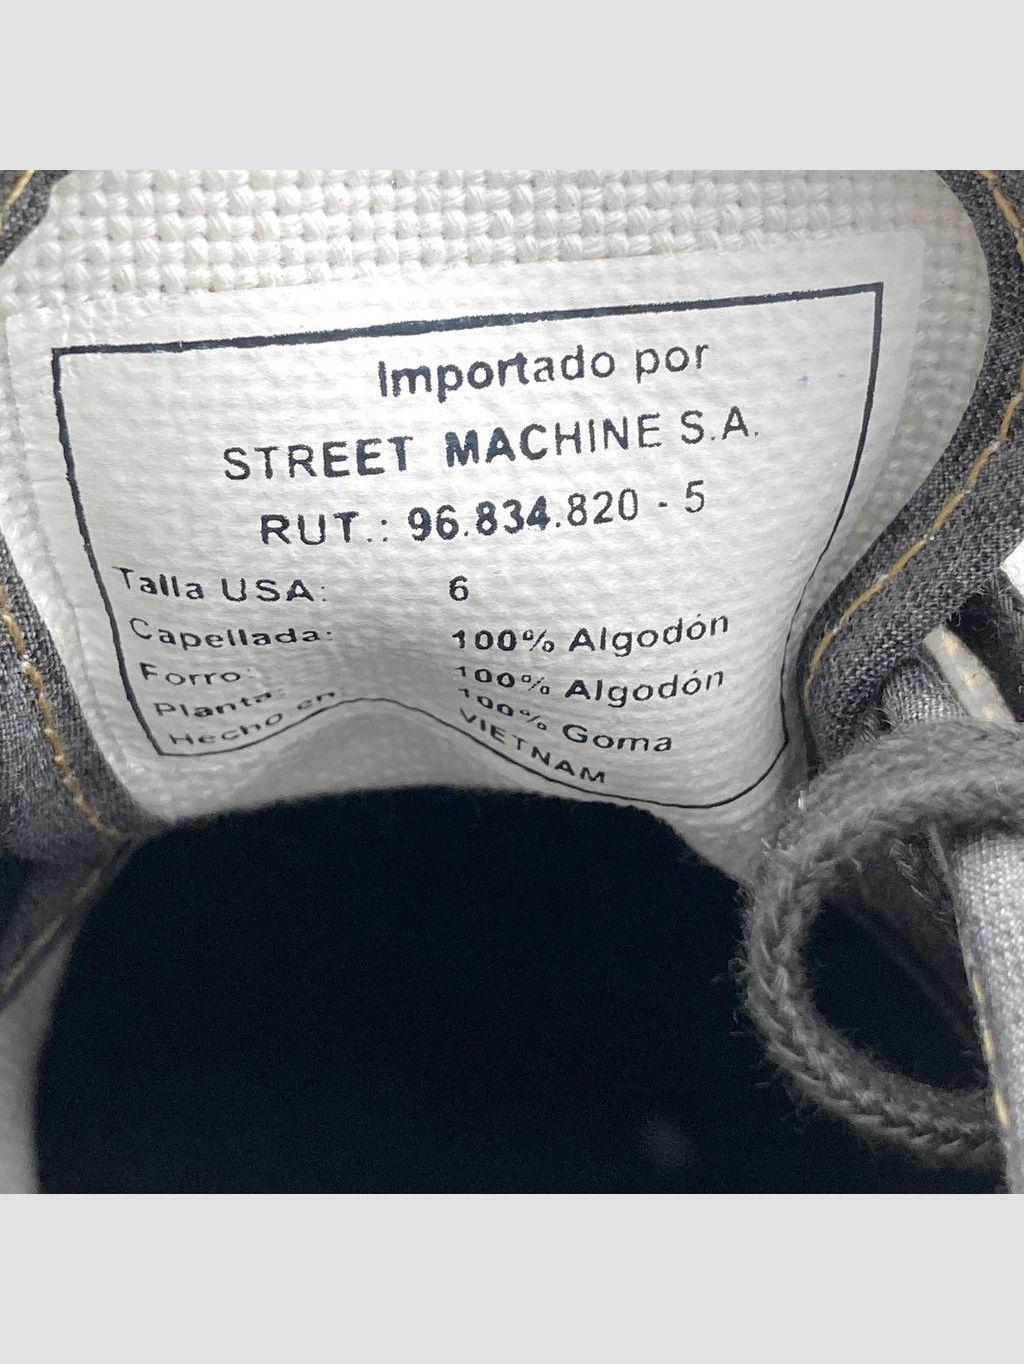 Importado por
STREET MACHINE S.A.
RUT.: 96.834.820 - 5
Talla USA: 6
Capellada: 100% Algodón
Forro: 100% Algodón
Planta: 100% Goma
Hecho en: VIETNAM